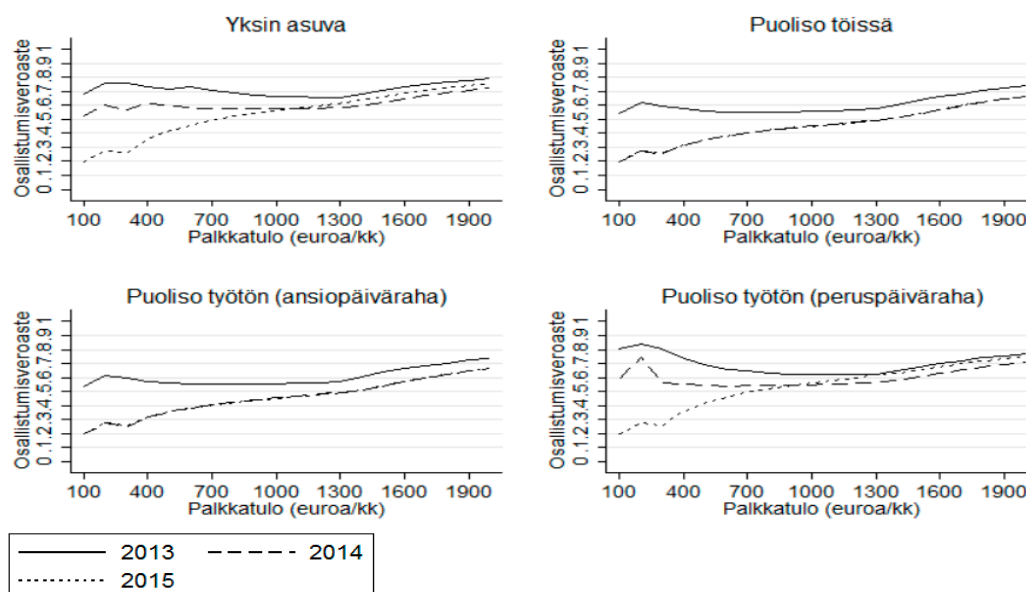 Yksin asuva
Osallistumisveroaste
0 .1 .2 .3 .4 .5 .6 .7 .8 .9 1
100 400 700 1000 1300 1600 1900
Palkkatulo (euroa/kk)
Puoliso töissä
Osallistumisveroaste
0 .1 .2 .3 .4 .5 .6 .7 .8 .9 1
100 400 700 1000 1300 1600 1900
Palkkatulo (euroa/kk)
Puoliso työtön (ansiopäiväraha)
Osallistumisveroaste
0 .1 .2 .3 .4 .5 .6 .7 .8 .9 1
100 400 700 1000 1300 1600 1900
Palkkatulo (euroa/kk)
Puoliso työtön (peruspäiväraha)
Osallistumisveroaste
0 .1 .2 .3 .4 .5 .6 .7 .8 .9 1
100 400 700 1000 1300 1600 1900
Palkkatulo (euroa/kk)
2013 2014
2015